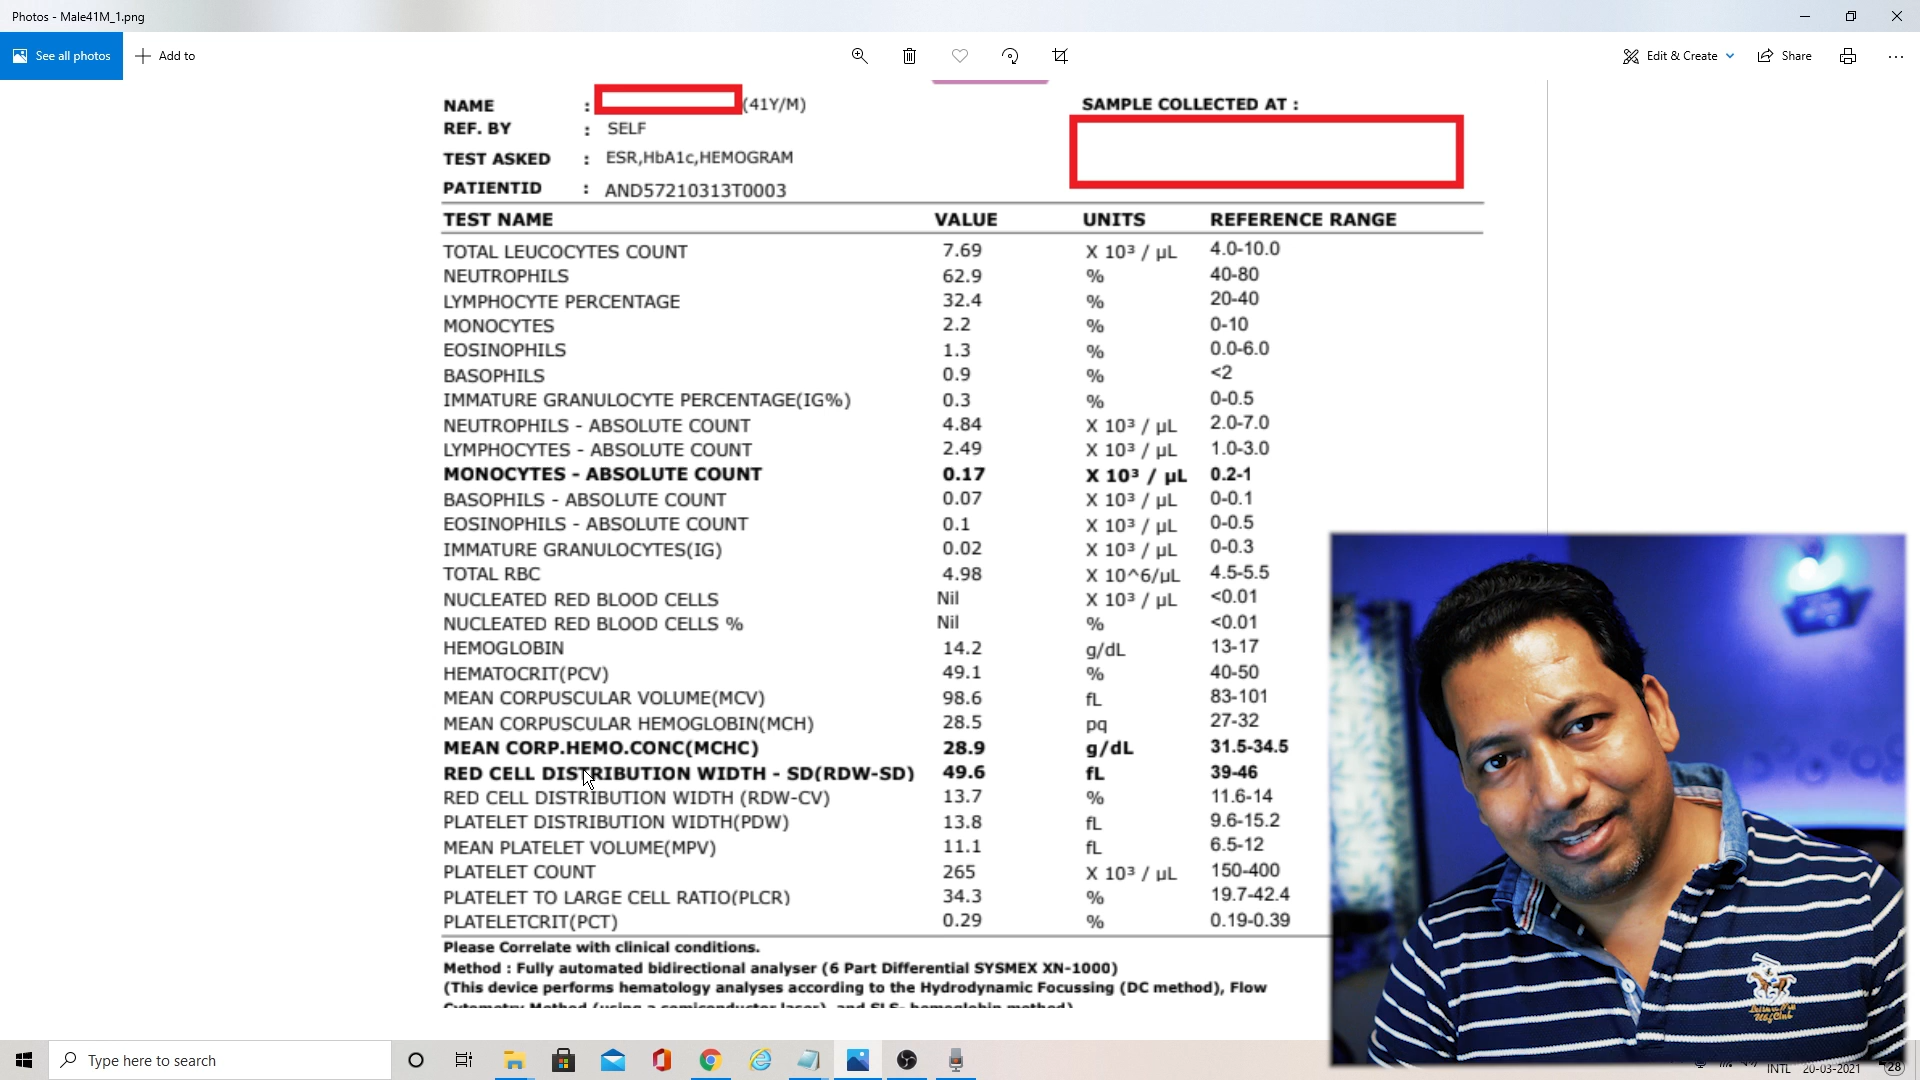 Photos - Male41M_1.png
See all photos
Add to
Edit & Create
Share
NAME : (41Y/M)
SAMPLE COLLECTED AT :
REF. BY : SELF
TEST ASKED : ESR,HbA1c,HEMOGRAM
PATIENTID : AND57210313T0003
TEST NAME VALUE UNITS REFERENCE RANGE
TOTAL LEUCOCYTES COUNT 7.69 X 10³ / µL 4.0-10.0
NEUTROPHILS 62.9 % 40-80
LYMPHOCYTE PERCENTAGE 32.4 % 20-40
MONOCYTES 2.2 % 0-10
EOSINOPHILS 1.3 % 0.0-6.0
BASOPHILS 0.9 % <2
IMMATURE GRANULOCYTE PERCENTAGE(IG%) 0.3 % 0-0.5
NEUTROPHILS - ABSOLUTE COUNT 4.84 X 10³ / µL 2.0-7.0
LYMPHOCYTES - ABSOLUTE COUNT 2.49 X 10³ / µL 1.0-3.0
MONOCYTES - ABSOLUTE COUNT 0.17 X 10³ / µL 0.2-1
BASOPHILS - ABSOLUTE COUNT 0.07 X 10³ / µL 0-0.1
EOSINOPHILS - ABSOLUTE COUNT 0.1 X 10³ / µL 0-0.5
IMMATURE GRANULOCYTES(IG) 0.02 X 10³ / µL 0-0.3
TOTAL RBC 4.98 X 10^6/µL 4.5-5.5
NUCLEATED RED BLOOD CELLS Nil X 10³ / µL <0.01
NUCLEATED RED BLOOD CELLS % Nil % <0.01
HEMOGLOBIN 14.2 g/dL 13-17
HEMATOCRIT(PCV) 49.1 % 40-50
MEAN CORPUSCULAR VOLUME(MCV) 98.6 fL 83-101
MEAN CORPUSCULAR HEMOGLOBIN(MCH) 28.5 pq 27-32
MEAN CORP.HEMO.CONC(MCHC) 28.9 g/dL 31.5-34.5
RED CELL DISTRIBUTION WIDTH - SD(RDW-SD) 49.6 fL 39-46
RED CELL DISTRIBUTION WIDTH (RDW-CV) 13.7 % 11.6-14
PLATELET DISTRIBUTION WIDTH(PDW) 13.8 fL 9.6-15.2
MEAN PLATELET VOLUME(MPV) 11.1 fL 6.5-12
PLATELET COUNT 265 X 10³ / µL 150-400
PLATELET TO LARGE CELL RATIO(PLCR) 34.3 % 19.7-42.4
PLATELETCRIT(PCT) 0.29 % 0.19-0.39
Please Correlate with clinical conditions.
Method : Fully automated bidirectional analyser (6 Part Differential SYSMEX XN-1000)
(This device performs hematology analyses according to the Hydrodynamic Focussing (DC method), Flow
Cytometry Method (using a semiconductor laser), and SLS- hemoglobin method)
Type here to search
INTL 20-03-2021 28